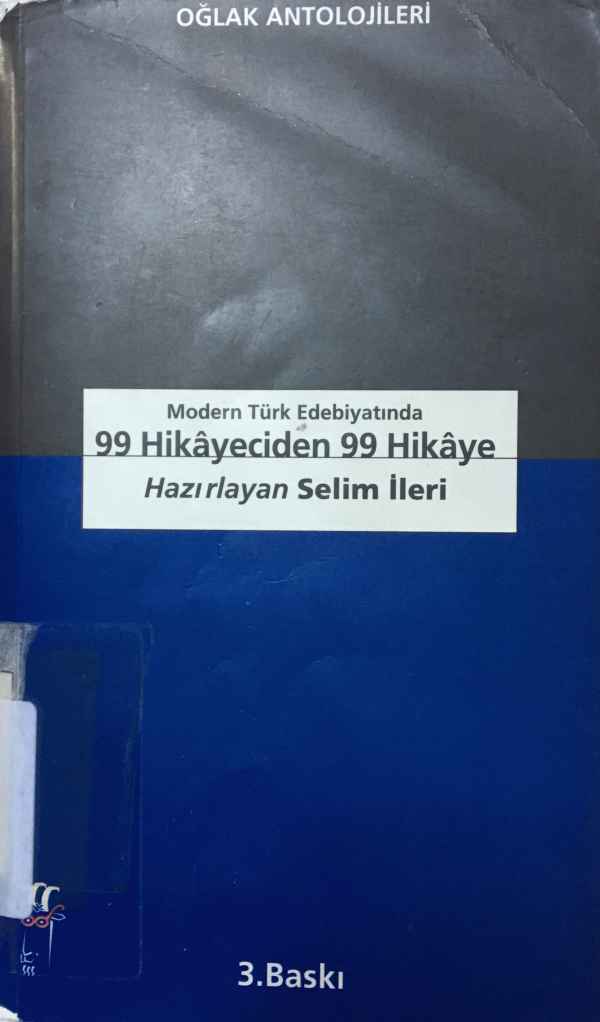 OĞLAK ANTOLOJİLERİ
Modern Türk Edebiyatında
99 Hikâyeciden 99 Hikâye
Hazırlayan Selim İleri
3.Baskı